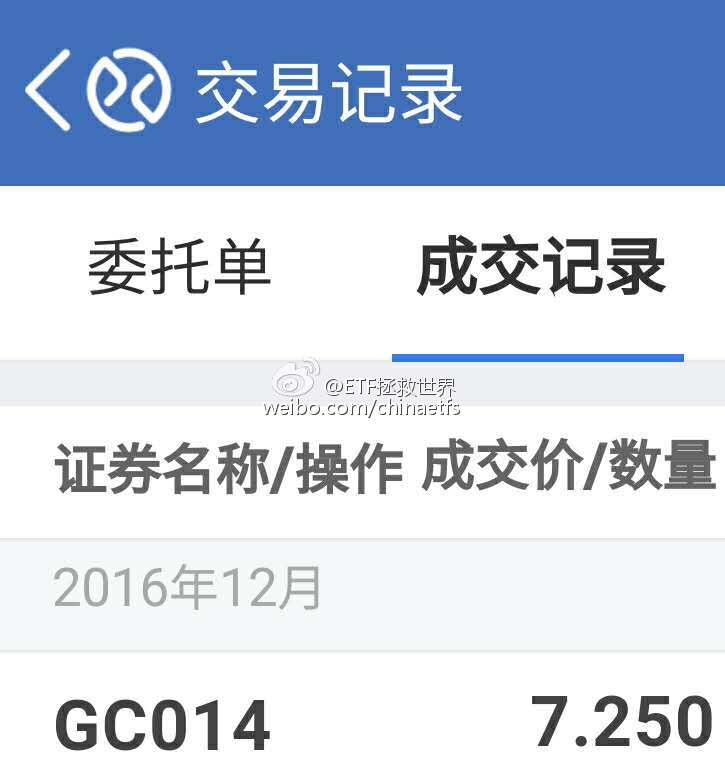 交易记录
委托单 成交记录
@ETF拯救世界
weibo.com/chinaetfs
证券名称/操作 成交价/数量
2016年12月
GC014 7.250